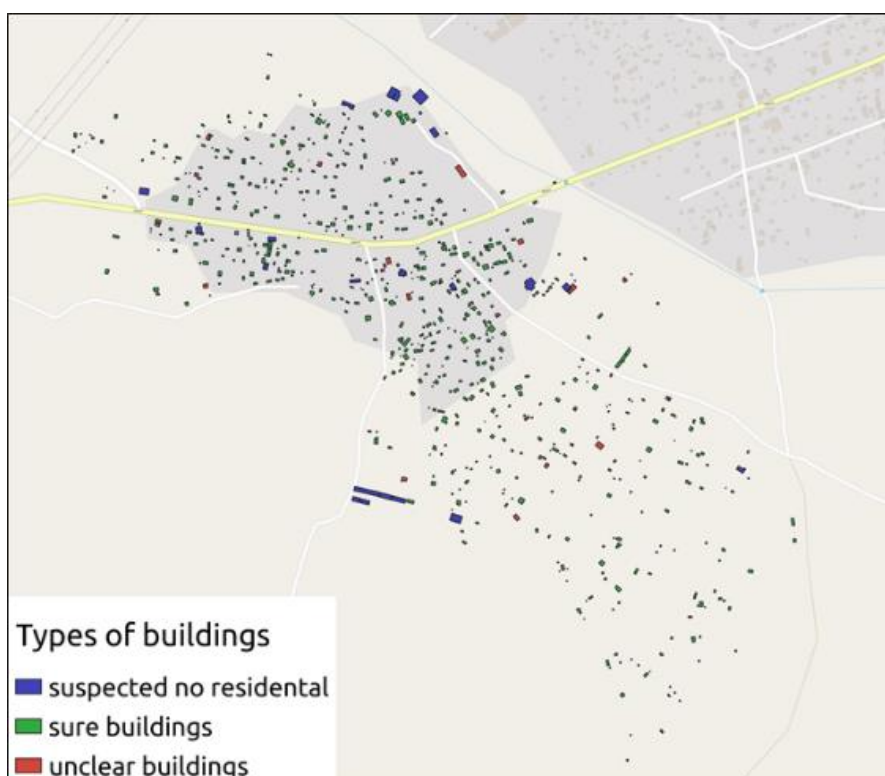 Types of buildings
suspected no residental
sure buildings
unclear buildings